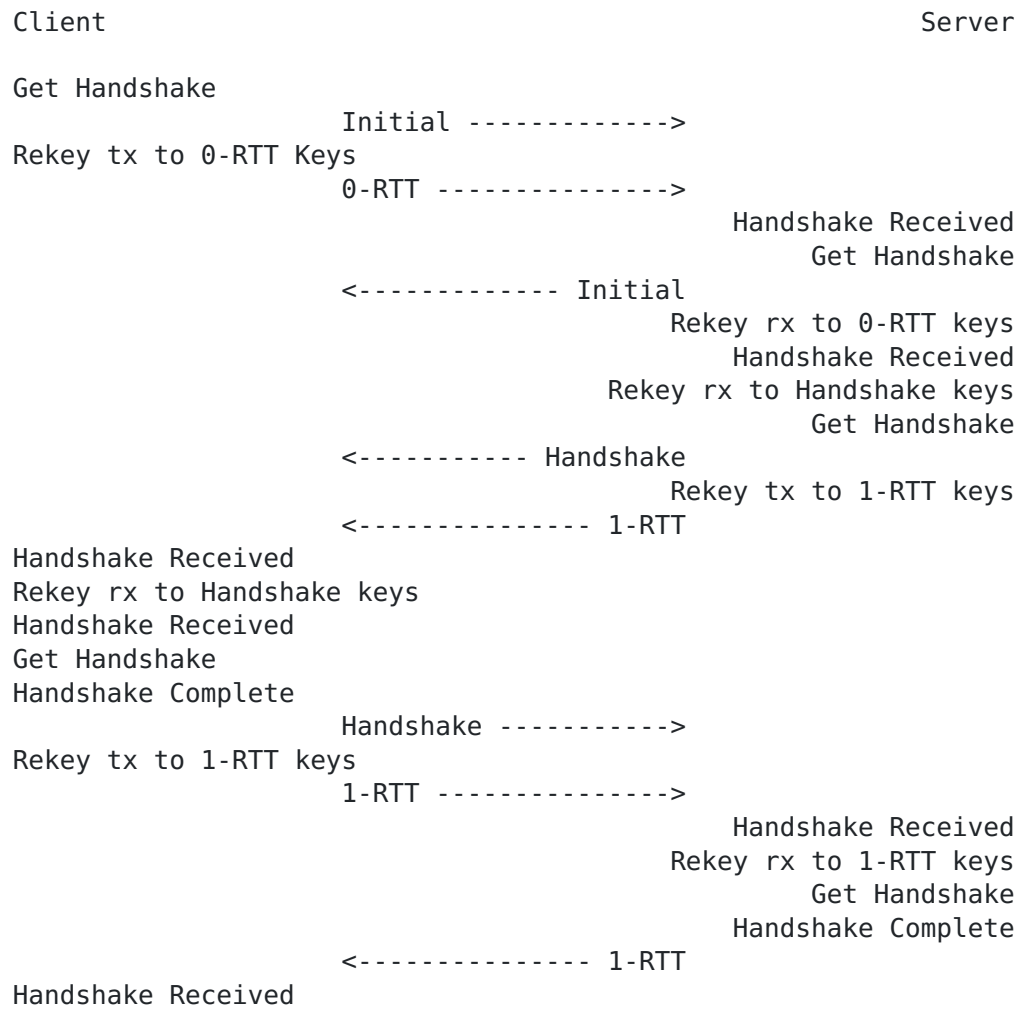 Client                                                    Server

Get Handshake
                     Initial ------------->
Rekey tx to 0-RTT Keys
                     0-RTT --------------->
                                              Handshake Received
                                                   Get Handshake
                     <------------- Initial
                                          Rekey rx to 0-RTT keys
                                              Handshake Received
                                      Rekey rx to Handshake keys
                                                   Get Handshake
                     <----------- Handshake
                                          Rekey tx to 1-RTT keys
                     <--------------- 1-RTT
Handshake Received
Rekey rx to Handshake keys
Handshake Received
Get Handshake
Handshake Complete
                     Handshake ----------->
Rekey tx to 1-RTT keys
                     1-RTT --------------->
                                              Handshake Received
                                          Rekey rx to 1-RTT keys
                                                   Get Handshake
                                              Handshake Complete
                     <--------------- 1-RTT
Handshake Received